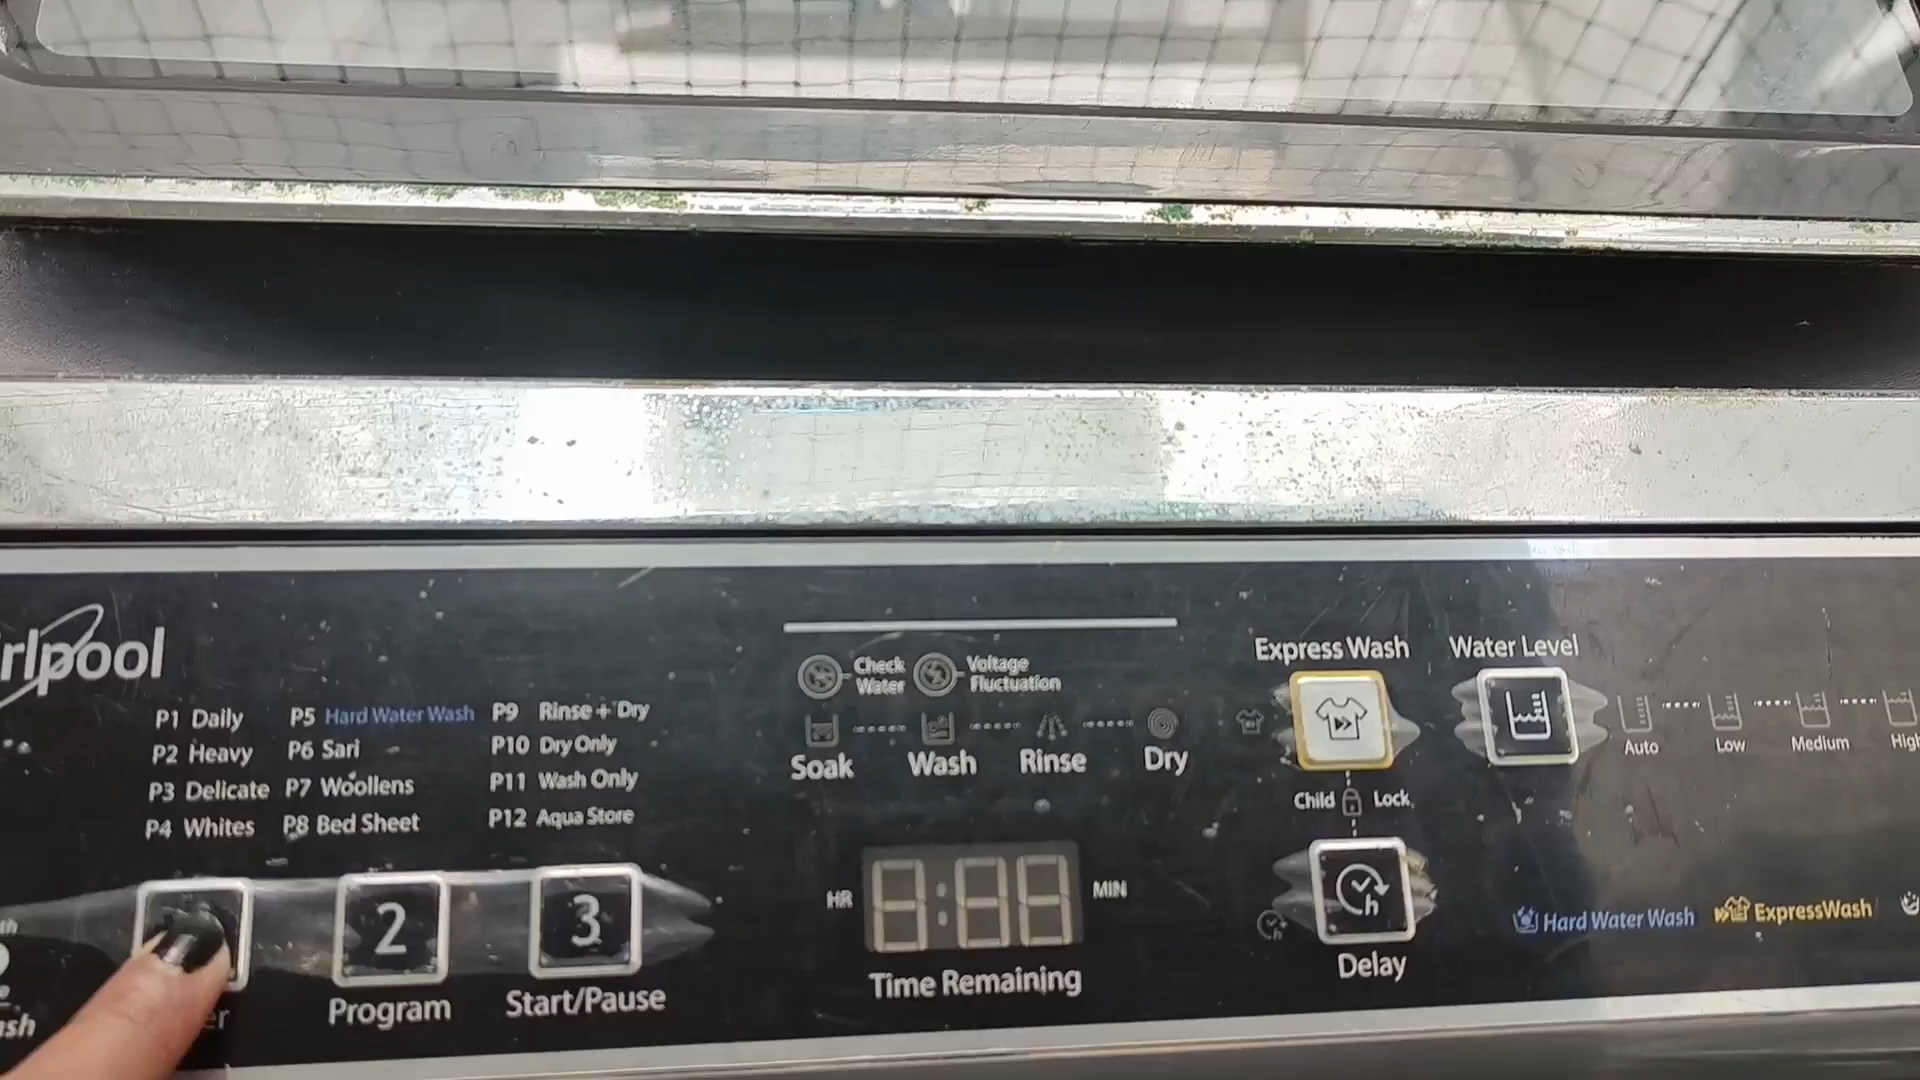 rlpool
P1 Daily
P2 Heavy
P3 Delicate
P4 Whites
P5 Hard Water Wash
P6 Sari
P7 Woollens
P8 Bed Sheet
P9 Rinse + Dry
P10 Dry Only
P11 Wash Only
P12 Aqua Store
2
Program
3
Start/Pause
Check
Water
Voltage
Fluctuation
Soak
Wash
Rinse
Dry
HR
MIN
Time Remaining
Express Wash
Child Lock
h
Delay
Water Level
Auto
Low
Medium
High
Hard Water Wash
ExpressWash